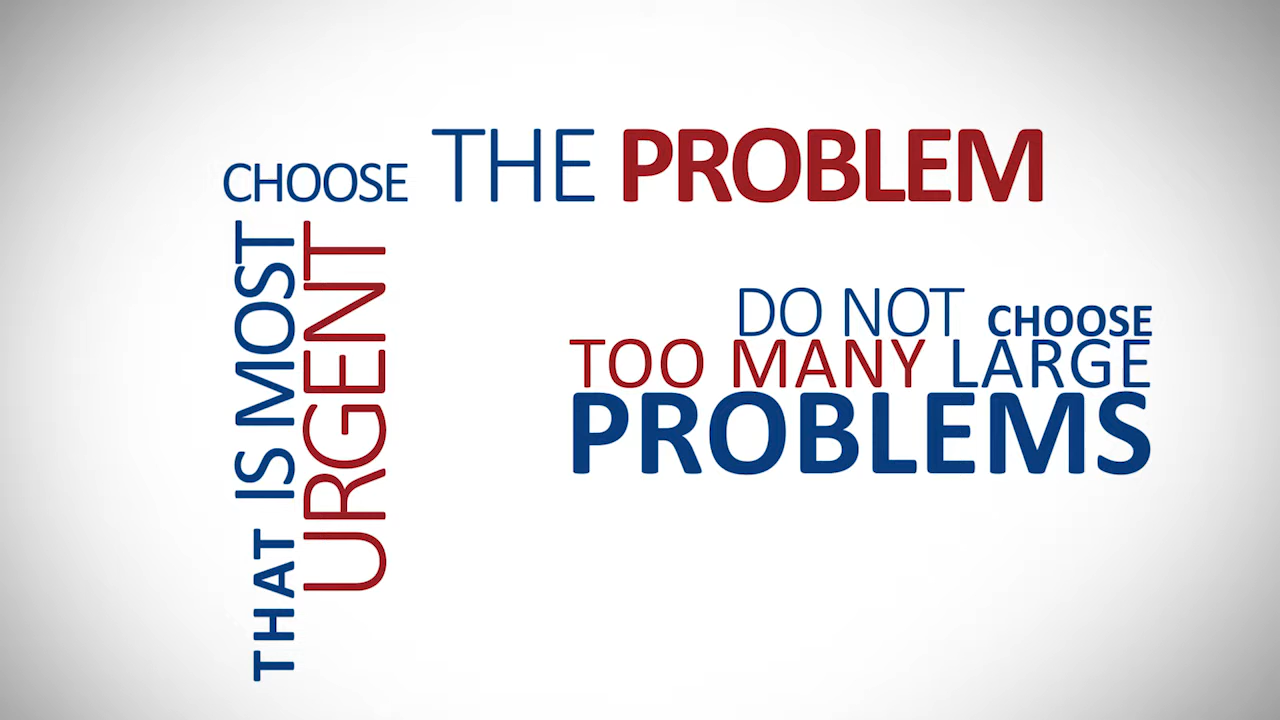 CHOOSE THE PROBLEM
THAT IS MOST
URGENT
DO NOT CHOOSE
TOO MANY LARGE
PROBLEMS